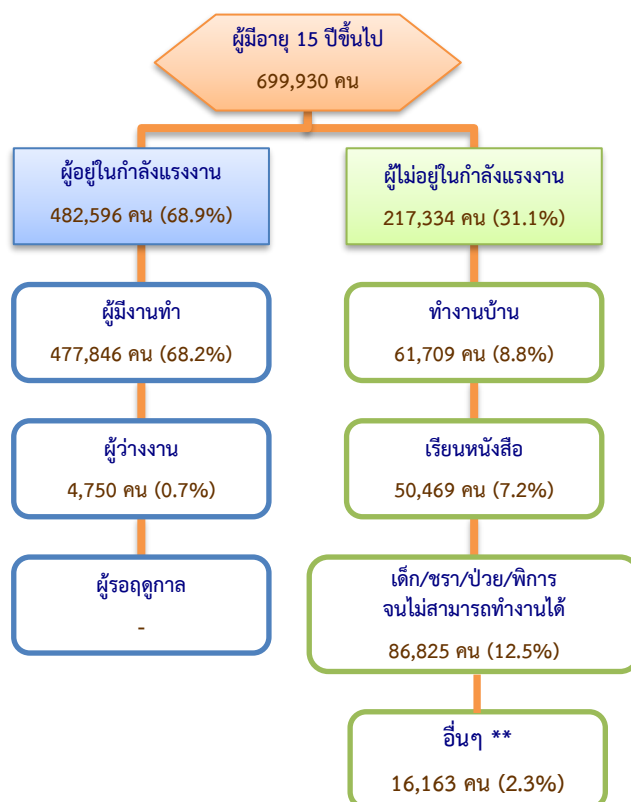 ผู้มีอายุ 15 ปีขึ้นไป
699,930 คน
ผู้อยู่ในกำลังแรงงาน
482,596 คน (68.9%)
ผู้ไม่อยู่ในกำลังแรงงาน
217,334 คน (31.1%)
ผู้มีงานทำ
477,846 คน (68.2%)
ทำงานบ้าน
61,709 คน (8.8%)
ผู้ว่างงาน
4,750 คน (0.7%)
เรียนหนังสือ
50,469 คน (7.2%)
ผู้รอฤดูกาล
-
เด็ก/ชรา/ป่วย/พิการ
จนไม่สามารถทำงานได้
86,825 คน (12.5%)
อื่นๆ **
16,163 คน (2.3%)